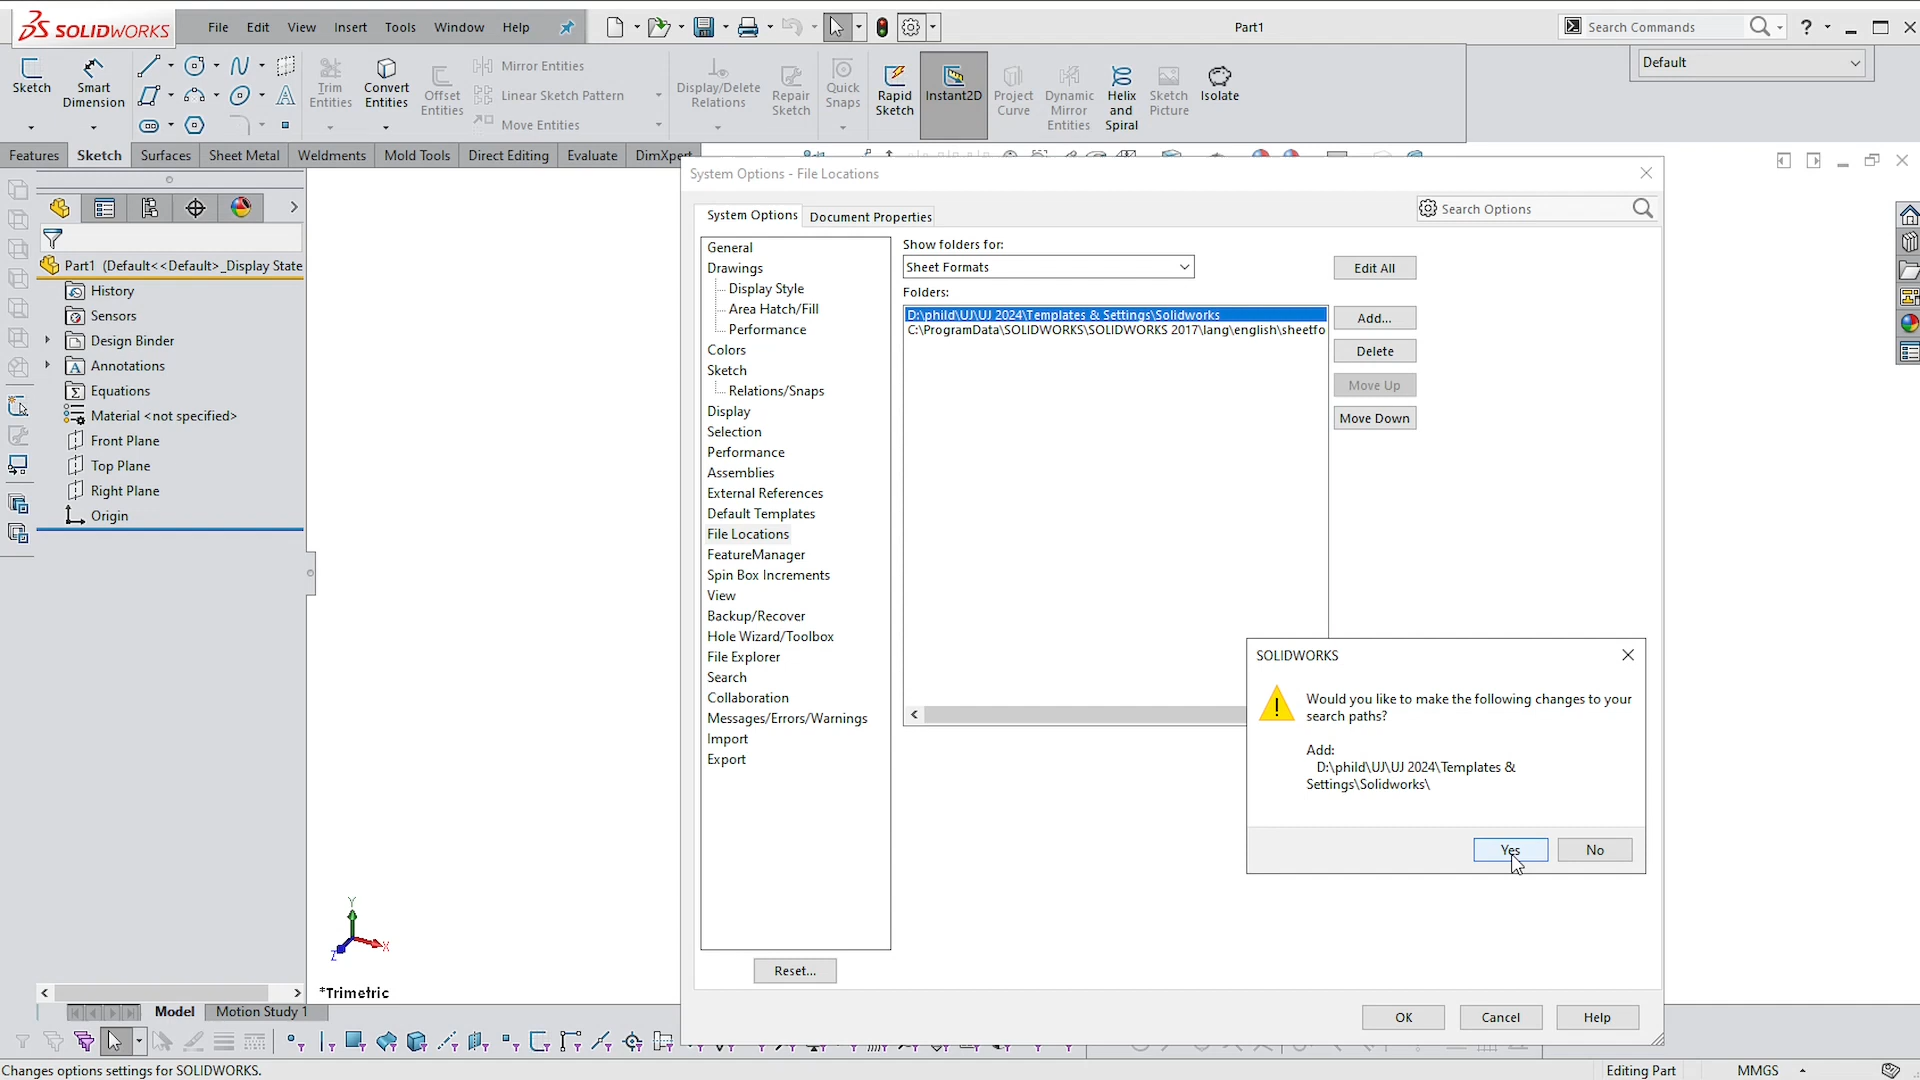 SOLIDWORKS
File Edit View Insert Tools Window Help
Part1
Search Commands
?
Sketch
Smart Dimension
Trim Entities
Convert Entities
Offset Entities
Mirror Entities
Linear Sketch Pattern
Move Entities
Display/Delete Relations
Repair Sketch
Quick Snaps
Rapid Sketch
Instant2D
Project Curve
Dynamic Mirror Entities
Helix and Spiral
Sketch Picture
Isolate
Default
Features Sketch Surfaces Sheet Metal Weldments Mold Tools Direct Editing Evaluate DimXpert
Part1 (Default<<Default>_Display State
History
Sensors
Design Binder
Annotations
Equations
Material <not specified>
Front Plane
Top Plane
Right Plane
Origin
System Options - File Locations
System Options Document Properties
Search Options
General
Drawings
Display Style
Area Hatch/Fill
Performance
Colors
Sketch
Relations/Snaps
Display
Selection
Performance
Assemblies
External References
Default Templates
File Locations
FeatureManager
Spin Box Increments
View
Backup/Recover
Hole Wizard/Toolbox
File Explorer
Search
Collaboration
Messages/Errors/Warnings
Import
Export
Reset...
Show folders for:
Sheet Formats
Folders:
D:\phild\UJ\UJ 2024\Templates & Settings\Solidworks
C:\ProgramData\SOLIDWORKS\SOLIDWORKS 2017\lang\english\sheetfo
Edit All
Add...
Delete
Move Up
Move Down
SOLIDWORKS
Would you like to make the following changes to your
search paths?
Add:
D:\phild\UJ\UJ 2024\Templates &
Settings\Solidworks\
Yes No
OK Cancel Help
Y
X
Z
*Trimetric
Model Motion Study 1
Changes options settings for SOLIDWORKS.
Editing Part
MMGS